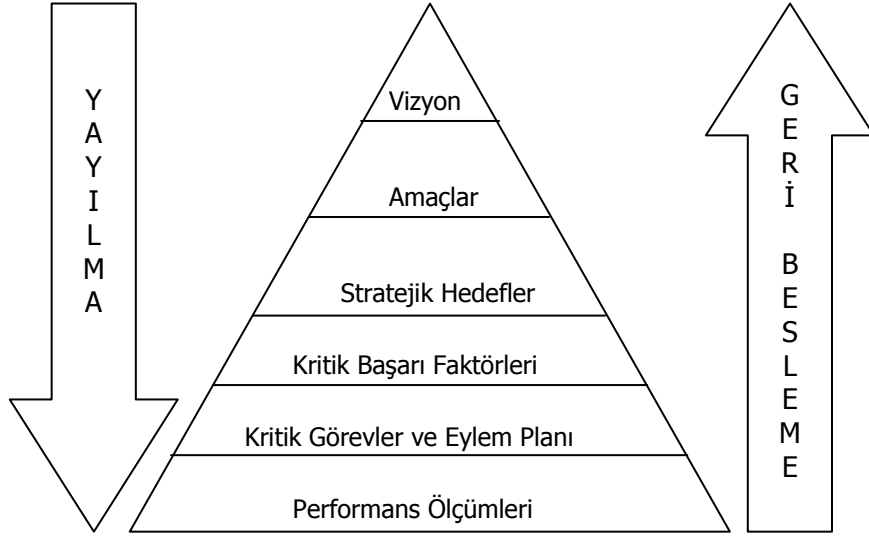 YAYILMA
Vizyon
Amaçlar
Stratejik Hedefler
Kritik Başarı Faktörleri
Kritik Görevler ve Eylem Planı
Performans Ölçümleri
GERİ BESLEME